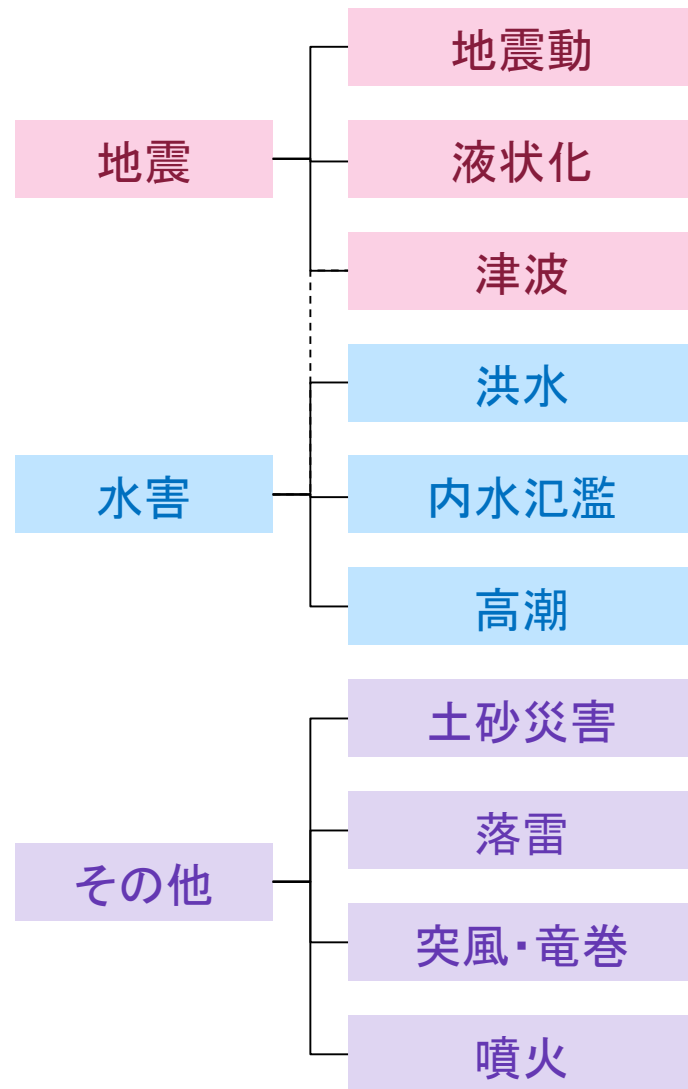 地震
地震動
液状化
津波
水害
洪水
内水氾濫
高潮
その他
土砂災害
落雷
突風・竜巻
噴火